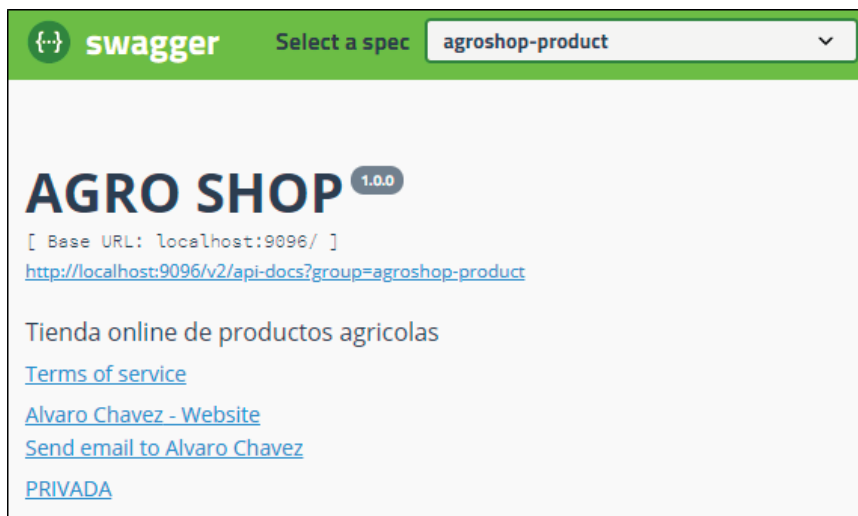 {··} swagger Select a spec agroshop-product
AGRO SHOP 1.0.0
[ Base URL: localhost:9096/ ]
http://localhost:9096/v2/api-docs?group=agroshop-product
Tienda online de productos agricolas
Terms of service
Alvaro Chavez - Website
Send email to Alvaro Chavez
PRIVADA